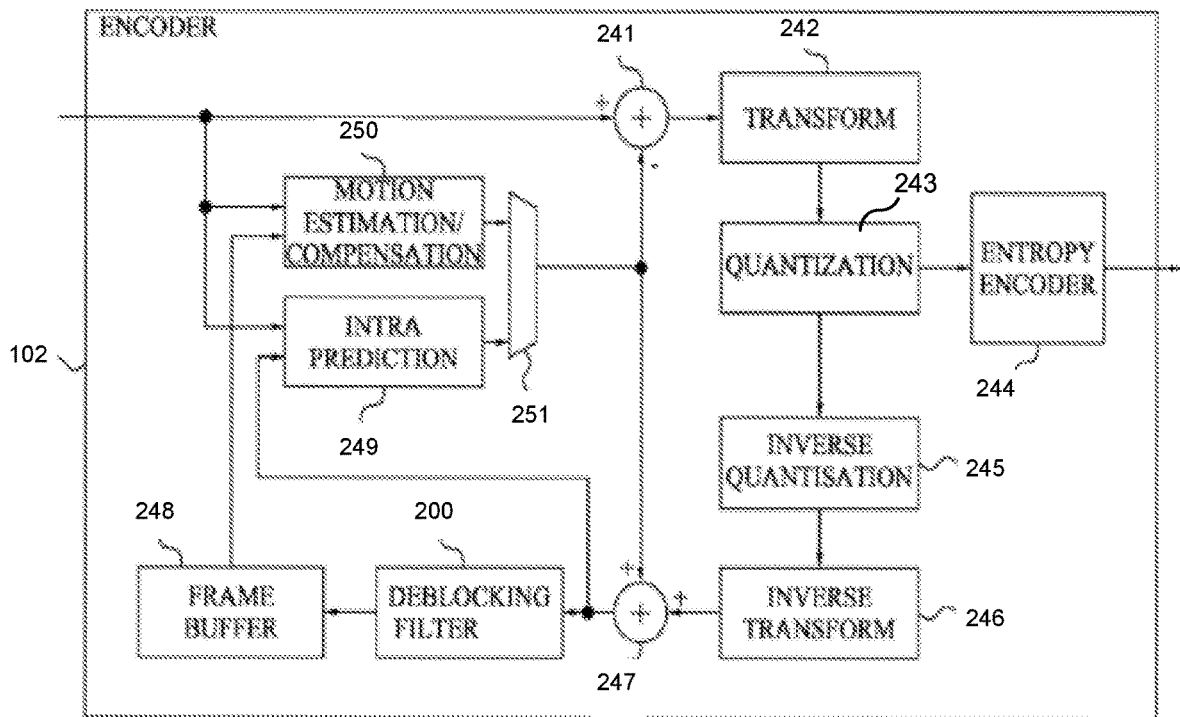 ENCODER
241
242
+
+
-
TRANSFORM
250
MOTION
ESTIMATION/
COMPENSATION
243
QUANTIZATION
ENTROPY
ENCODER
INTRA
PREDICTION
102
251
244
249
INVERSE
QUANTISATION
245
248
200
FRAME
BUFFER
DEBLOCKING
FILTER
+
+
+
INVERSE
TRANSFORM
246
247